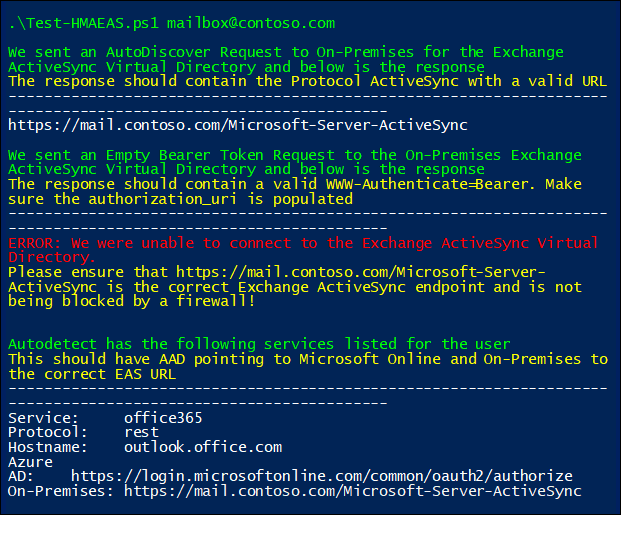 .\Test-HMAEAS.ps1 mailbox@contoso.com
We sent an AutoDiscover Request to On-Premises for the Exchange
ActiveSync Virtual Directory and below is the response
The response should contain the Protocol ActiveSync with a valid URL
-------------------------------------------------------------------
------------------------------------------
https://mail.contoso.com/Microsoft-Server-ActiveSync
We sent an Empty Bearer Token Request to the On-Premises Exchange
ActiveSync Virtual Directory and below is the response
The response should contain a valid WWW-Authenticate=Bearer. Make
sure the authorization_uri is populated
-------------------------------------------------------------------
------------------------------------------
ERROR: We were unable to connect to the Exchange ActiveSync Virtual
Directory.
Please ensure that https://mail.contoso.com/Microsoft-Server-
ActiveSync is the correct Exchange ActiveSync endpoint and is not
being blocked by a firewall!
Autodetect has the following services listed for the user
This should have AAD pointing to Microsoft Online and On-Premises to
the correct EAS URL
-------------------------------------------------------------------
------------------------------------------
Service:     office365
Protocol:    rest
Hostname:    outlook.office.com
Azure
AD:    https://login.microsoftonline.com/common/oauth2/authorize
On-Premises: https://mail.contoso.com/Microsoft-Server-ActiveSync